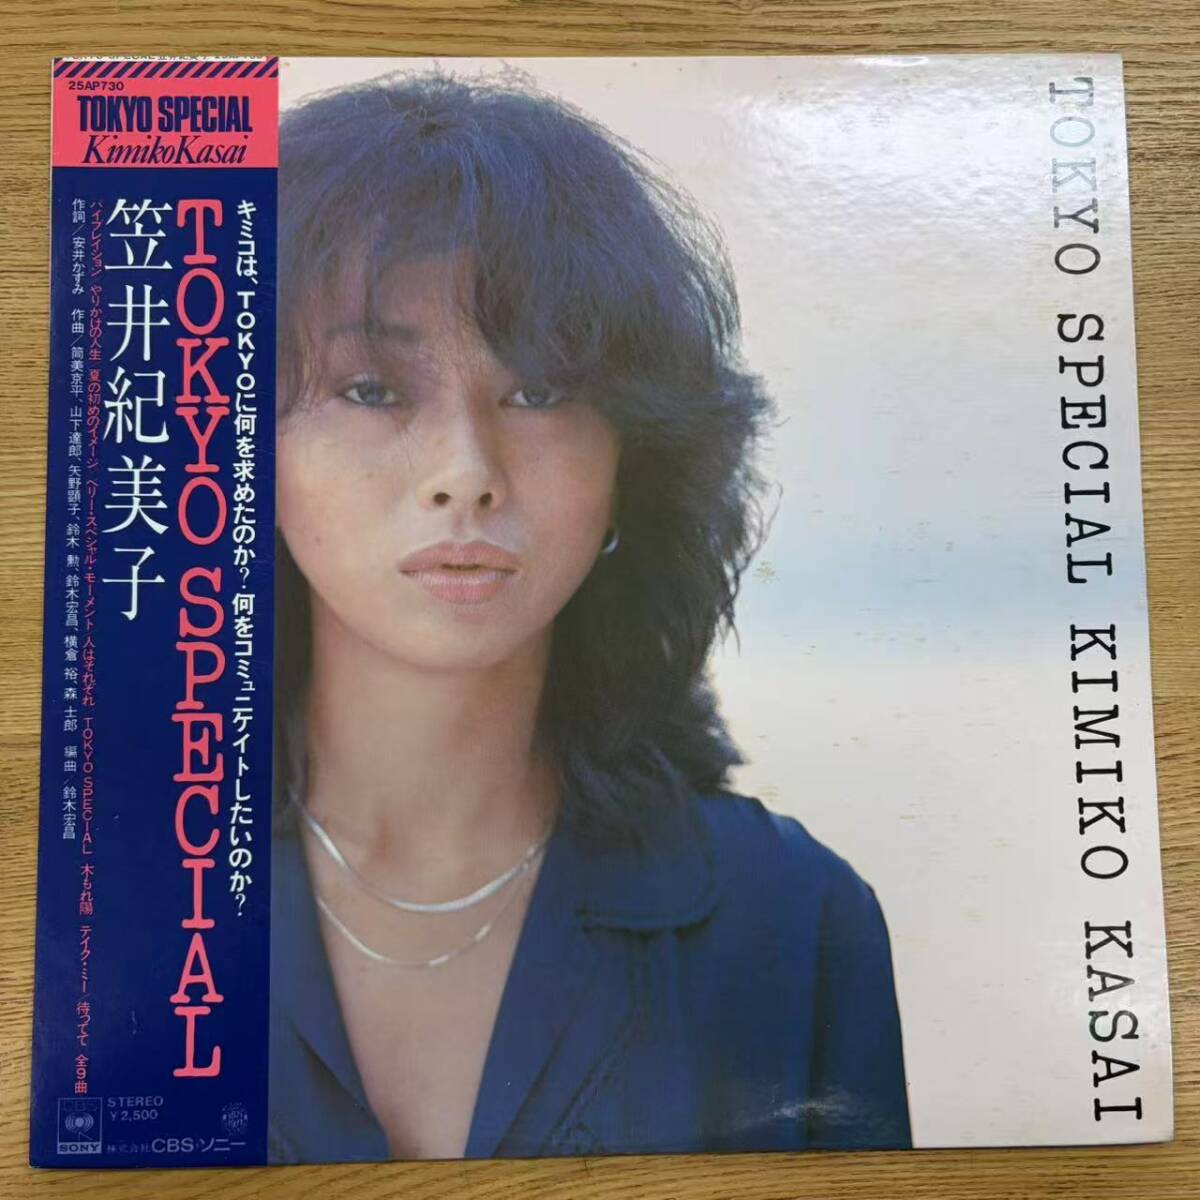 25AP730
TOKYO SPECIAL
Kimiko Kasai
キミコは、TOKYOに何を求めたのか？何をコミュニケイトしたいのか？
TOKYO SPECIAL
笠井紀美子
バイブレイション／やりかけの人生／夏の初めのイメージ／ベリー・スペシャル・モーメント／人はそれぞれ／TOKYO SPECIAL／木もれ陽／テイク・ミー／待ってて 全9曲
作詞／安井かずみ 作曲／筒美京平、山下達郎、矢野顕子、鈴木 勲、鈴木宏昌、横倉 裕、森 士郎 編曲／鈴木宏昌
CBS
SONY
STEREO
¥2,500
株式会社CBS・ソニー
TOKYO SPECIAL KIMIKO KASAI